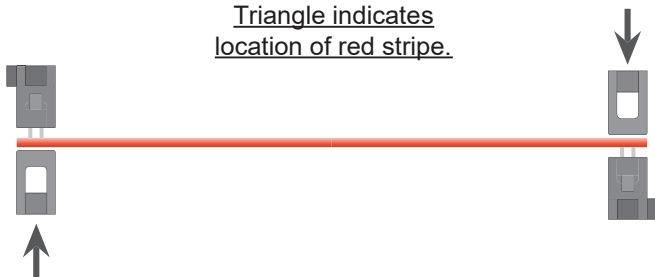 Triangle indicates
location of red stripe.